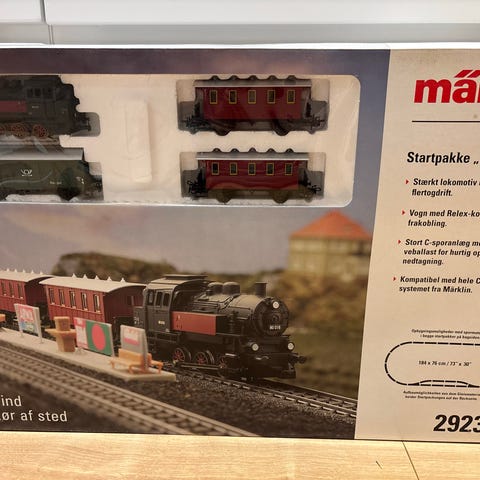 mär
Startpakke „
Stærkt lokomotiv
flertogdrift.
Vogn med Relex-ko
frakobling.
Stort C-sporanlæg me
veballast for hurtig op
nedtagning.
Kompatibel med hele C
systemet fra Märklin.
184 x 76 cm / 73" x 30"
ind
ør af sted
2923